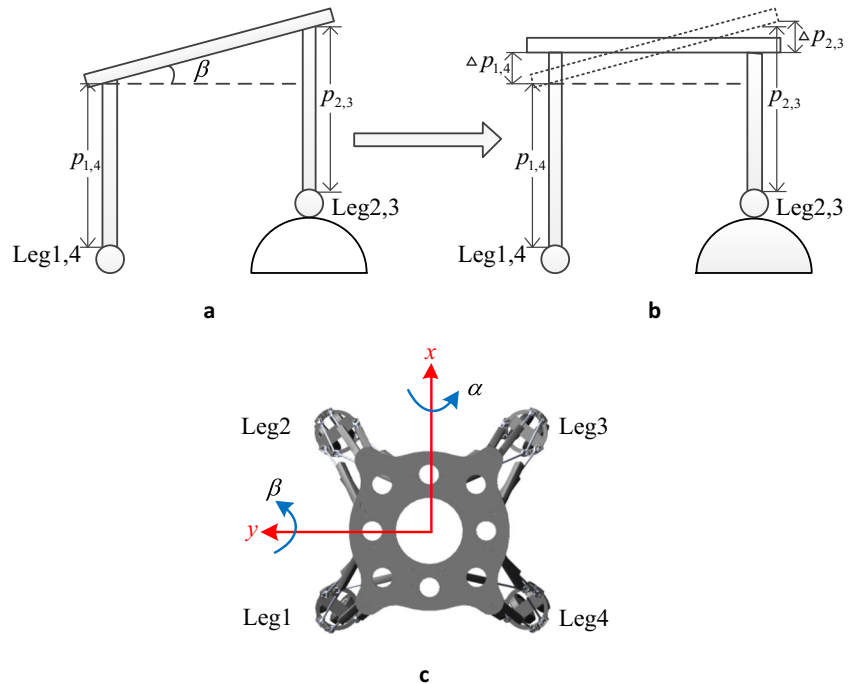 β
p2,3
p1,4
Leg2,3
Leg1,4
a
△p2,3
△p1,4
p2,3
p1,4
Leg2,3
Leg1,4
b
x
α
Leg2
Leg3
β
y
Leg1
Leg4
c